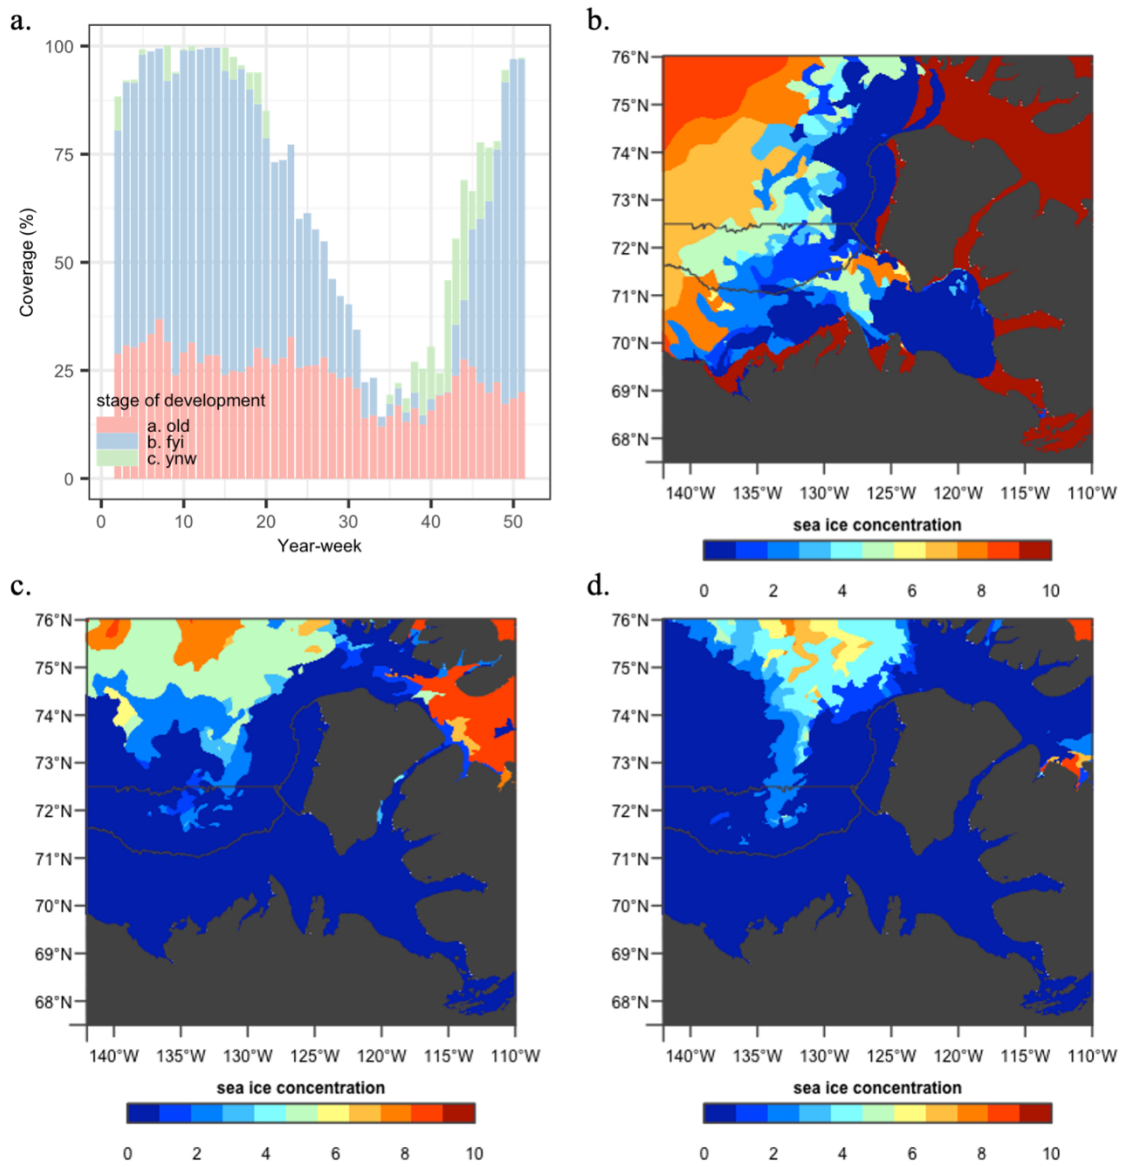 a.
100
75
50
25
0
Coverage (%)
stage of development
a. old
b. fyi
c. ynw
0 10 20 30 40 50
Year-week
b.
76°N
75°N
74°N
73°N
72°N
71°N
70°N
69°N
68°N
140°W 135°W 130°W 125°W 120°W 115°W 110°W
sea ice concentration
0 2 4 6 8 10
c.
76°N
75°N
74°N
73°N
72°N
71°N
70°N
69°N
68°N
140°W 135°W 130°W 125°W 120°W 115°W 110°W
sea ice concentration
0 2 4 6 8 10
d.
76°N
75°N
74°N
73°N
72°N
71°N
70°N
69°N
68°N
140°W 135°W 130°W 125°W 120°W 115°W 110°W
sea ice concentration
0 2 4 6 8 10